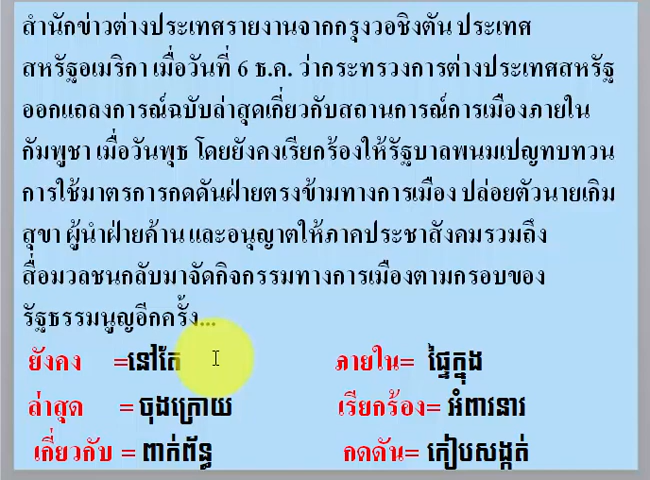 สำนักข่าวต่างประเทศรายงานจากกรุงวอชิงตัน ประเทศ
สหรัฐอเมริกา เมื่อวันที่ 6 ธ.ค. ว่ากระทรวงการต่างประเทศสหรัฐ
ออกแถลงการณ์ฉบับล่าสุดเกี่ยวกับสถานการณ์การเมืองภายใน
กัมพูชา เมื่อวันพุธ โดยยังคงเรียกร้องให้รัฐบาลพนมเปญทบทวน
การใช้มาตรการกดดันฝ่ายตรงข้ามทางการเมือง ปล่อยตัวนายเกิม
สุขา ผู้นำฝ่ายค้าน และอนุญาตให้ภาคประชาสังคมรวมถึง
สื่อมวลชนกลับมาจัดกิจกรรมทางการเมืองตามกรอบของ
รัฐธรรมนูญอีกครั้ง...
ยังคง =នៅតែ ภายใน= ផ្ទៃក្នុង
ล่าสุด = ចុងក្រោយ เรียกร้อง= អំពាវនាវ
เกี่ยวกับ = ពាក់ព័ន្ធ กดดัน= កៀបសង្កត់